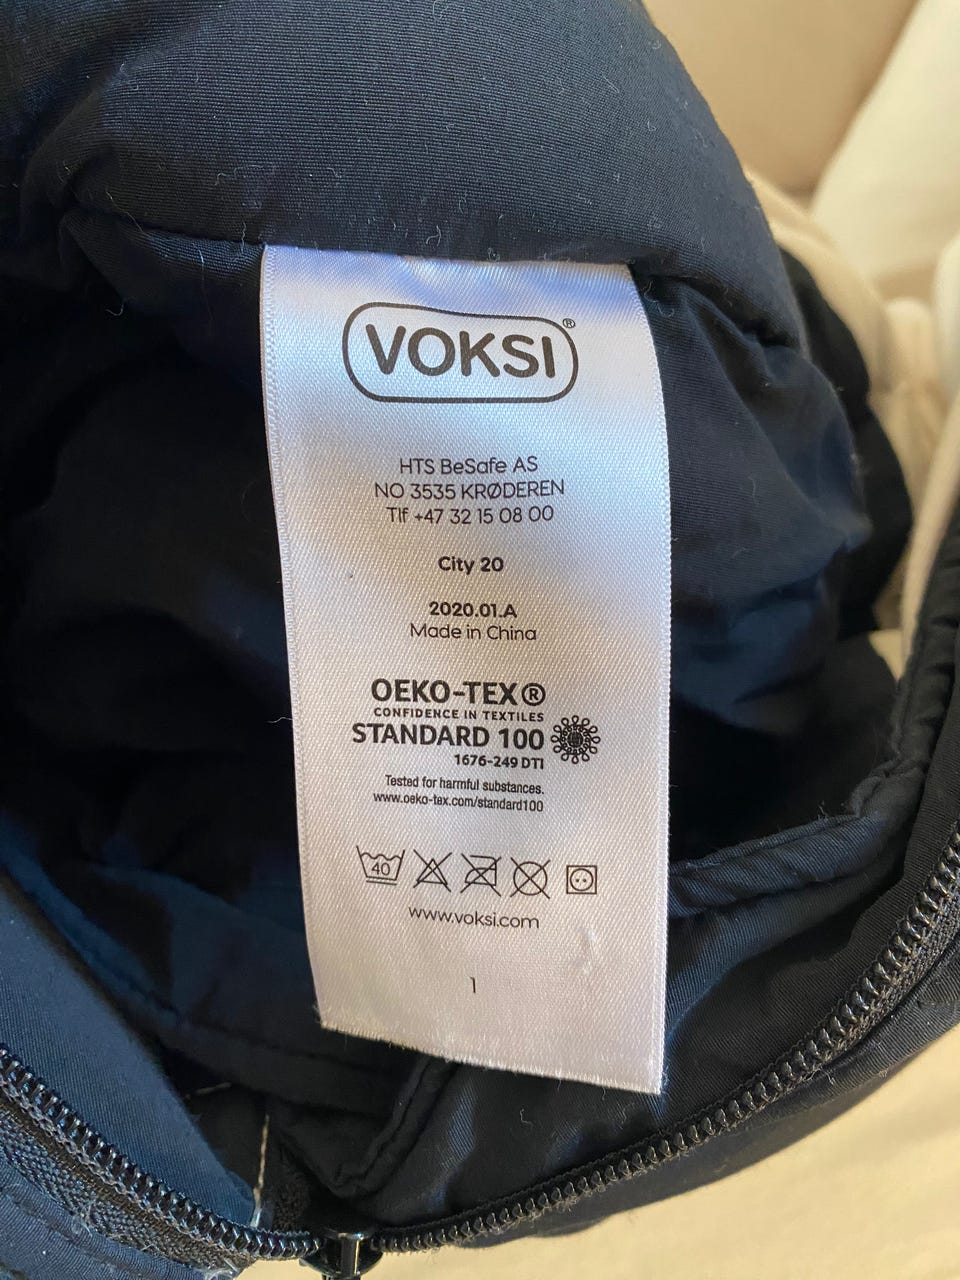 VOKSI®
HTS BeSafe AS
NO 3535 KRØDEREN
Tlf +47 32 15 08 00
City 20
2020.01.A
Made in China
OEKO-TEX®
CONFIDENCE IN TEXTILES
STANDARD 100
1676-249 DTI
Tested for harmful substances.
www.oeko-tex.com/standard100
40
www.voksi.com
1